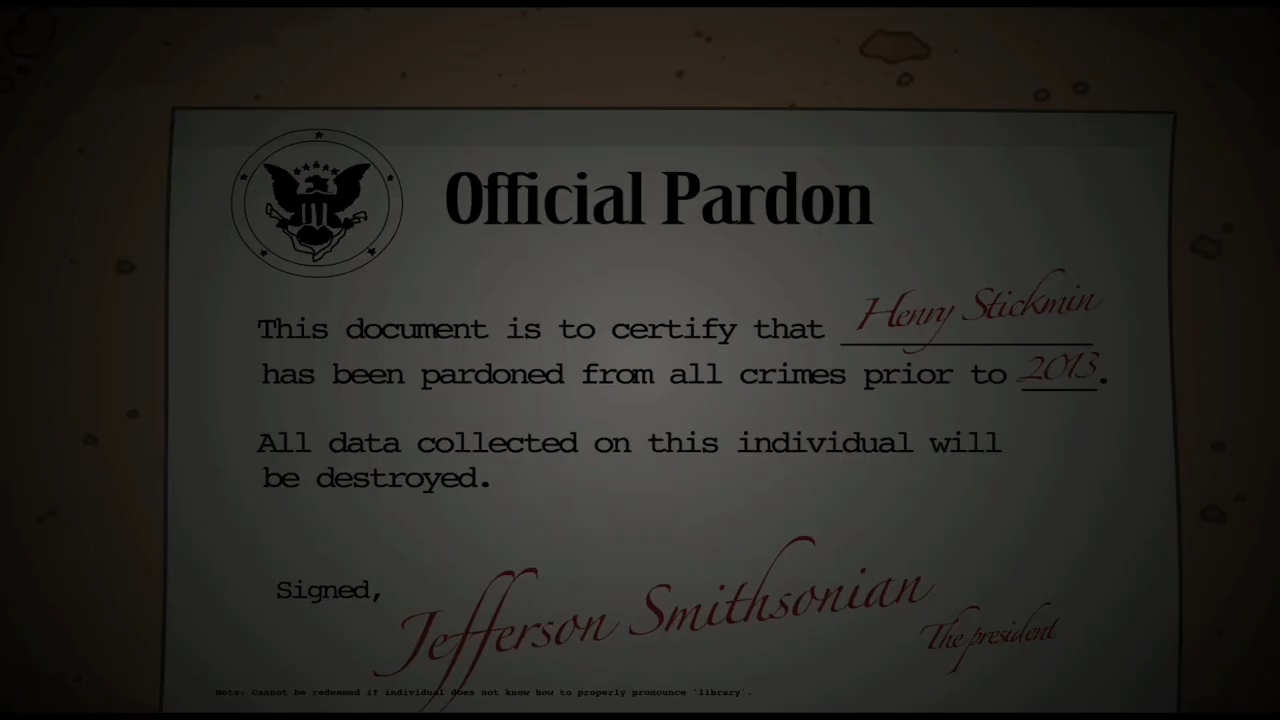 Official Pardon
This document is to certify that Henry Stickmin
has been pardoned from all crimes prior to 2013.
All data collected on this individual will
be destroyed.
Signed,
Jefferson Smithsonian
The president
Note: Cannot be redeemed if individual does not know how to properly pronounce 'library'.